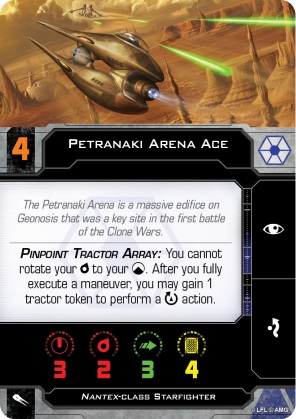 4 Petranaki Arena Ace
The Petranaki Arena is a massive edifice on
Geonosis that was a key site in the first battle
of the Clone Wars.
Pinpoint Tractor Array: You cannot
rotate your to your . After you fully
execute a maneuver, you may gain 1
tractor token to perform a action.
3 2 3 4
Nantex-class Starfighter
© LFL © AMG